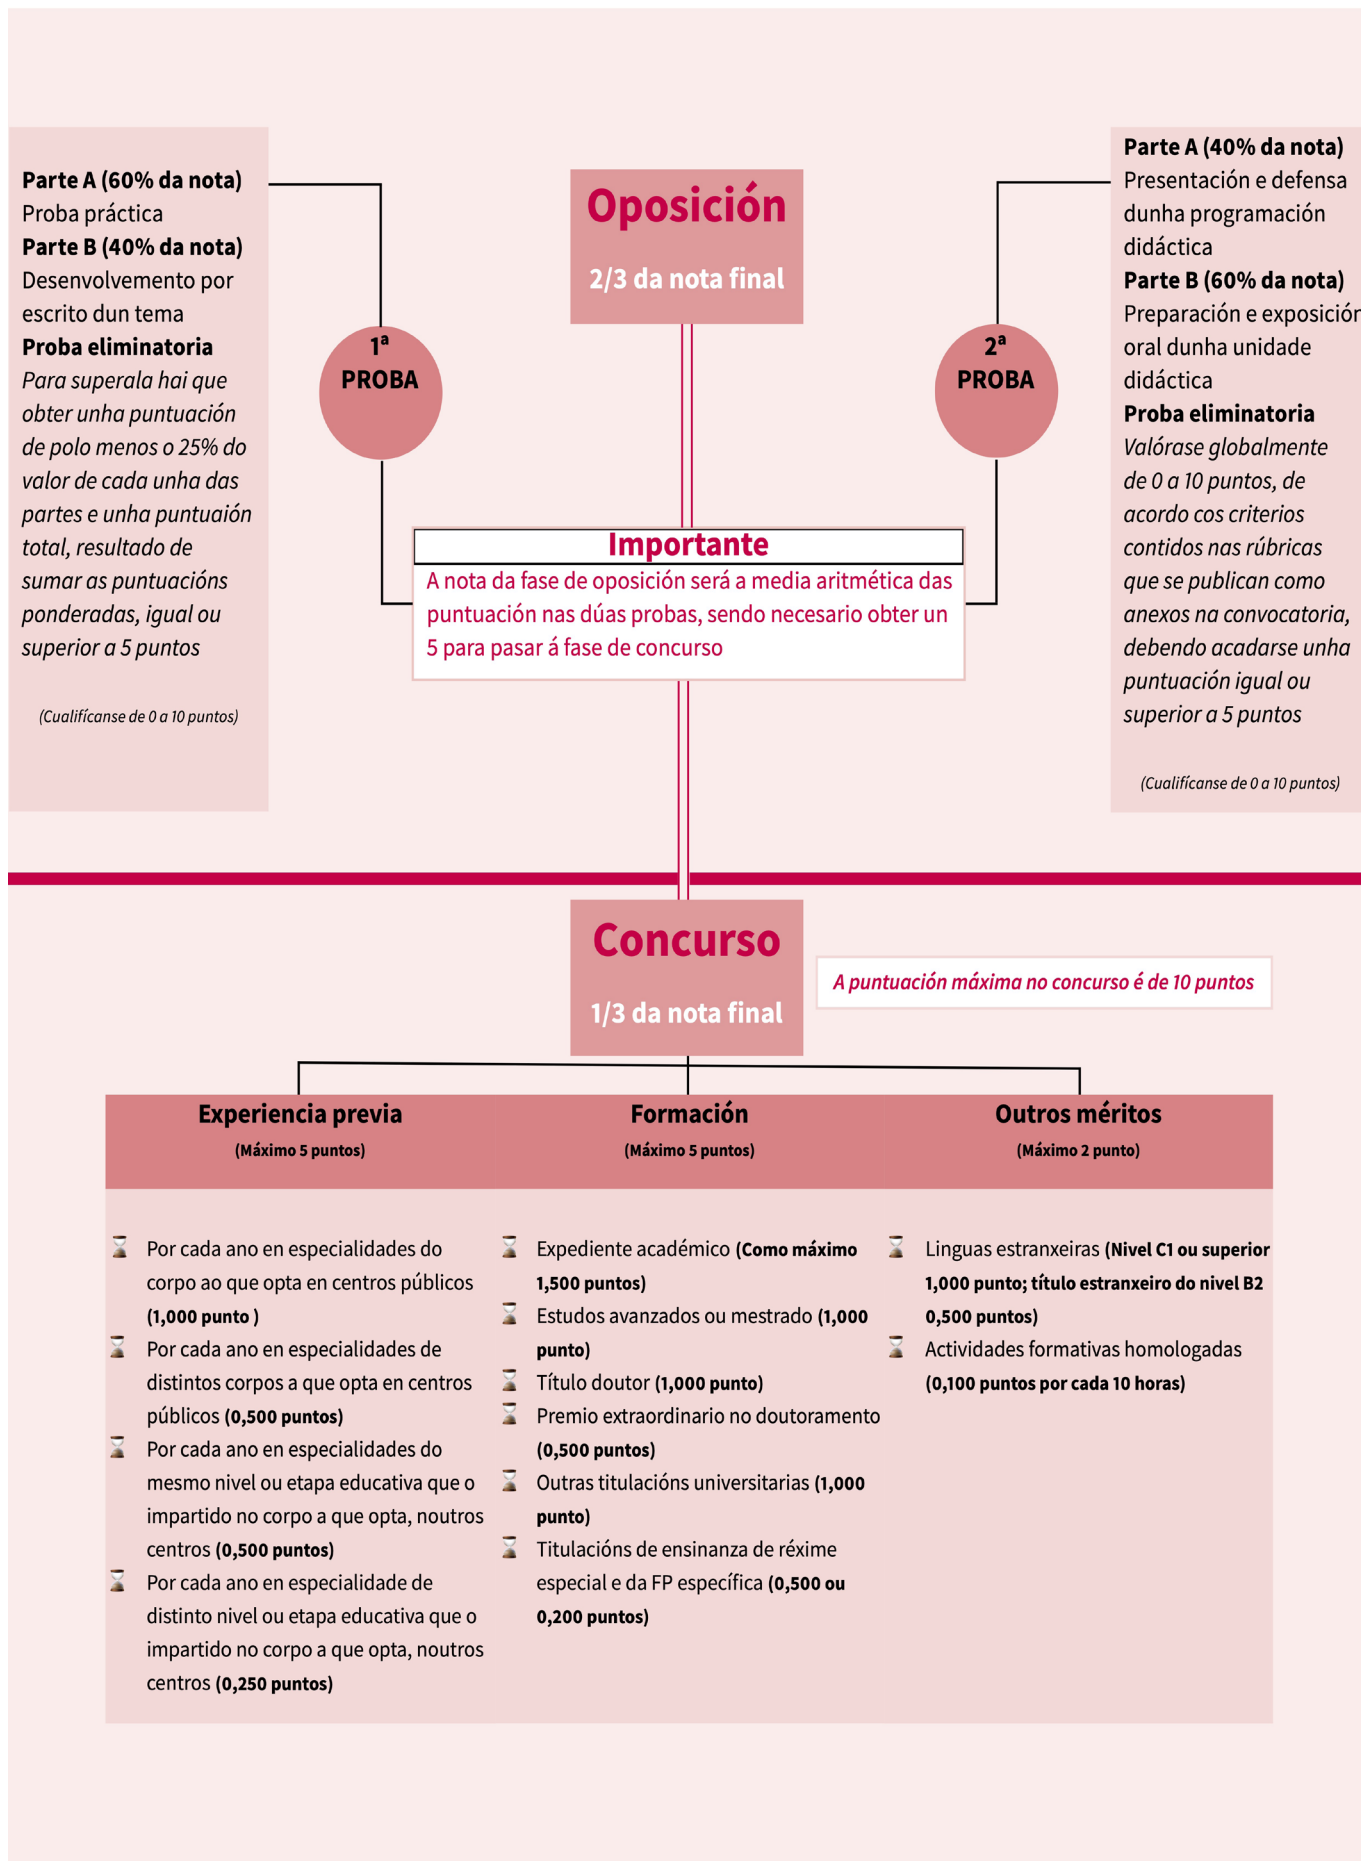 Parte A (60% da nota)
Proba práctica
Parte B (40% da nota)
Desenvolvemento por
escrito dun tema
Proba eliminatoria
Para superala hai que
obter unha puntuación
de polo menos o 25% do
valor de cada unha das
partes e unha puntuaión
total, resultado de
sumar as puntuacións
ponderadas, igual ou
superior a 5 puntos
(Cualifícanse de 0 a 10 puntos)
1ª
PROBA
Oposición
2/3 da nota final
2ª
PROBA
Parte A (40% da nota)
Presentación e defensa
dunha programación
didáctica
Parte B (60% da nota)
Preparación e exposición
oral dunha unidade
didáctica
Proba eliminatoria
Valórase globalmente
de 0 a 10 puntos, de
acordo cos criterios
contidos nas rúbricas
que se publican como
anexos na convocatoria,
debendo acadarse unha
puntuación igual ou
superior a 5 puntos
(Cualifícanse de 0 a 10 puntos)
Importante
A nota da fase de oposición será a media aritmética das
puntuación nas dúas probas, sendo necesario obter un
5 para pasar á fase de concurso
Concurso
1/3 da nota final
A puntuación máxima no concurso é de 10 puntos
Experiencia previa
(Máximo 5 puntos)
Por cada ano en especialidades do
corpo ao que opta en centros públicos
(1,000 punto )
Por cada ano en especialidades de
distintos corpos a que opta en centros
públicos (0,500 puntos)
Por cada ano en especialidades do
mesmo nivel ou etapa educativa que o
impartido no corpo a que opta, noutros
centros (0,500 puntos)
Por cada ano en especialidade de
distinto nivel ou etapa educativa que o
impartido no corpo a que opta, noutros
centros (0,250 puntos)
Formación
(Máximo 5 puntos)
Expediente académico (Como máximo
1,500 puntos)
Estudos avanzados ou mestrado (1,000
punto)
Título doutor (1,000 punto)
Premio extraordinario no doutoramento
(0,500 puntos)
Outras titulacións universitarias (1,000
punto)
Titulacións de ensinanza de réxime
especial e da FP específica (0,500 ou
0,200 puntos)
Outros méritos
(Máximo 2 punto)
Linguas estranxeiras (Nivel C1 ou superior
1,000 punto; título estranxeiro do nivel B2
0,500 puntos)
Actividades formativas homologadas
(0,100 puntos por cada 10 horas)